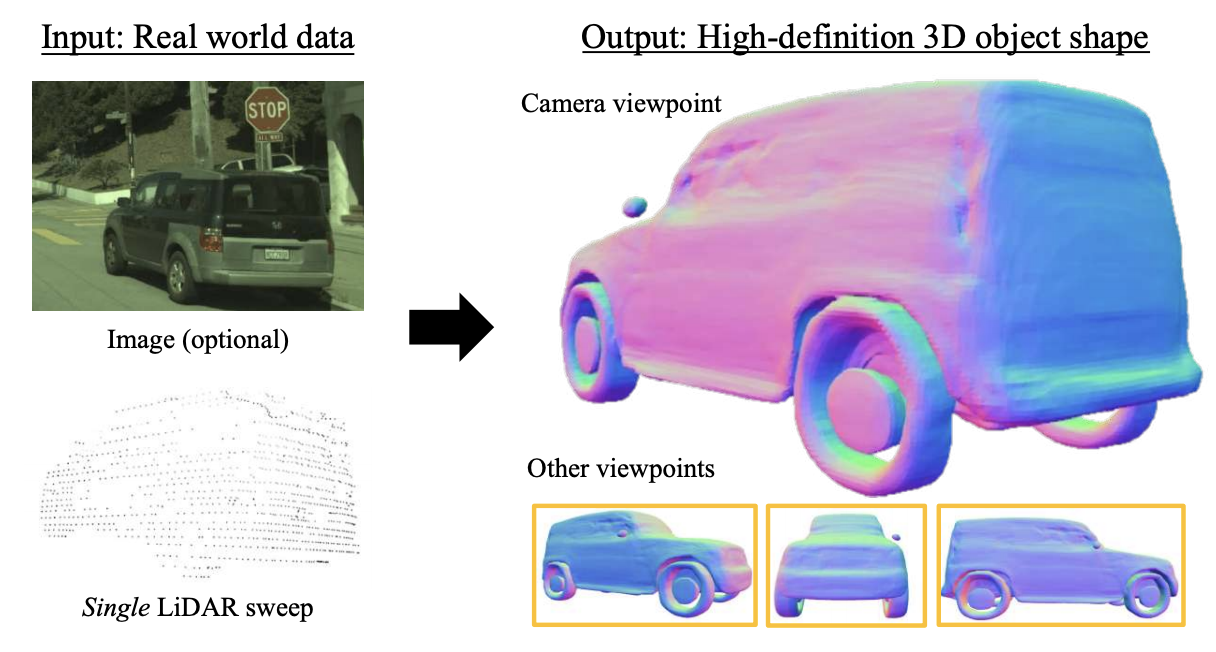 Input: Real world data
STOP
ALL WAY
Image (optional)
Single LiDAR sweep
Output: High-definition 3D object shape
Camera viewpoint
Other viewpoints